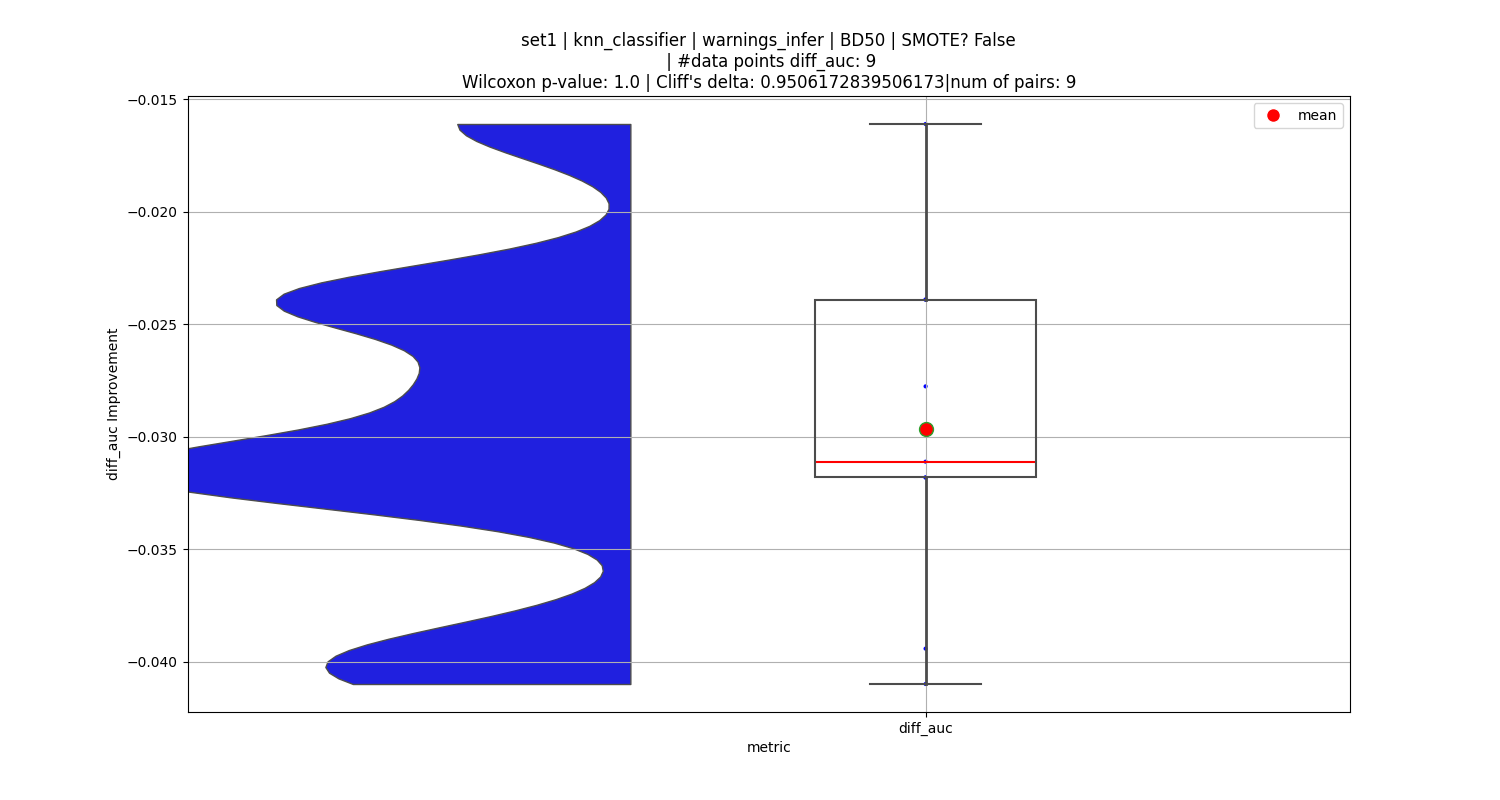 set1 | knn_classifier | warnings_infer | BD50 | SMOTE? False
| #data points diff_auc: 9
Wilcoxon p-value: 1.0 | Cliff's delta: 0.9506172839506173|num of pairs: 9
−0.015
mean
−0.020
−0.025
−0.030
−0.035
−0.040
diff_auc Improvement
diff_auc
metric